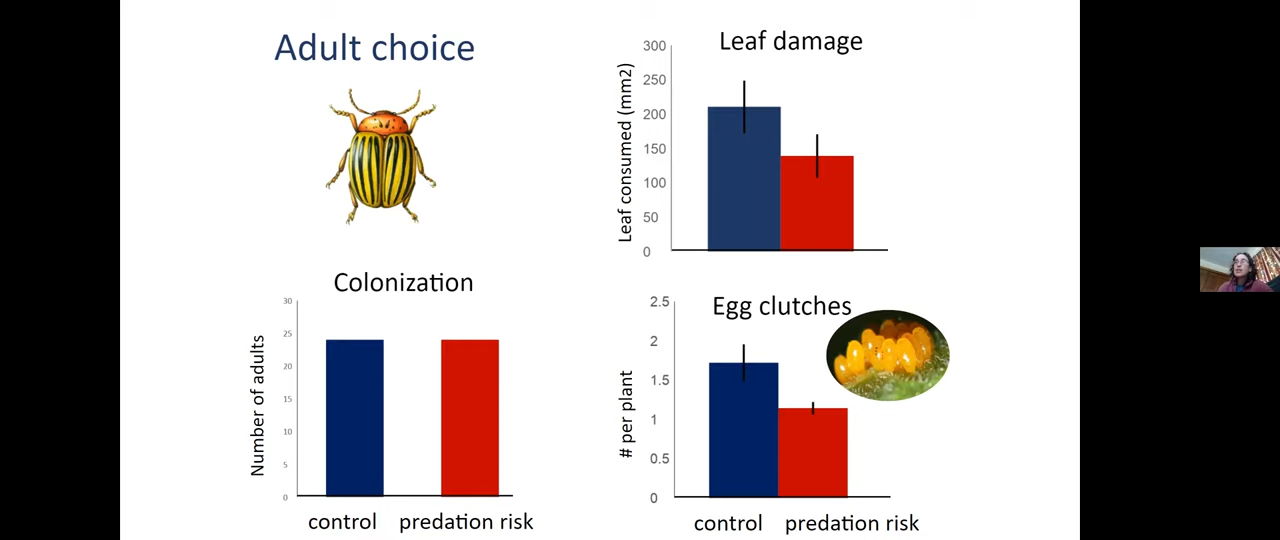 Adult choice
Leaf damage
Leaf consumed (mm2)
300
250
200
150
100
50
0
Colonization
Number of adults
30
25
20
15
10
5
0
control predation risk
Egg clutches
# per plant
2.5
2
1.5
1
0.5
0
control predation risk